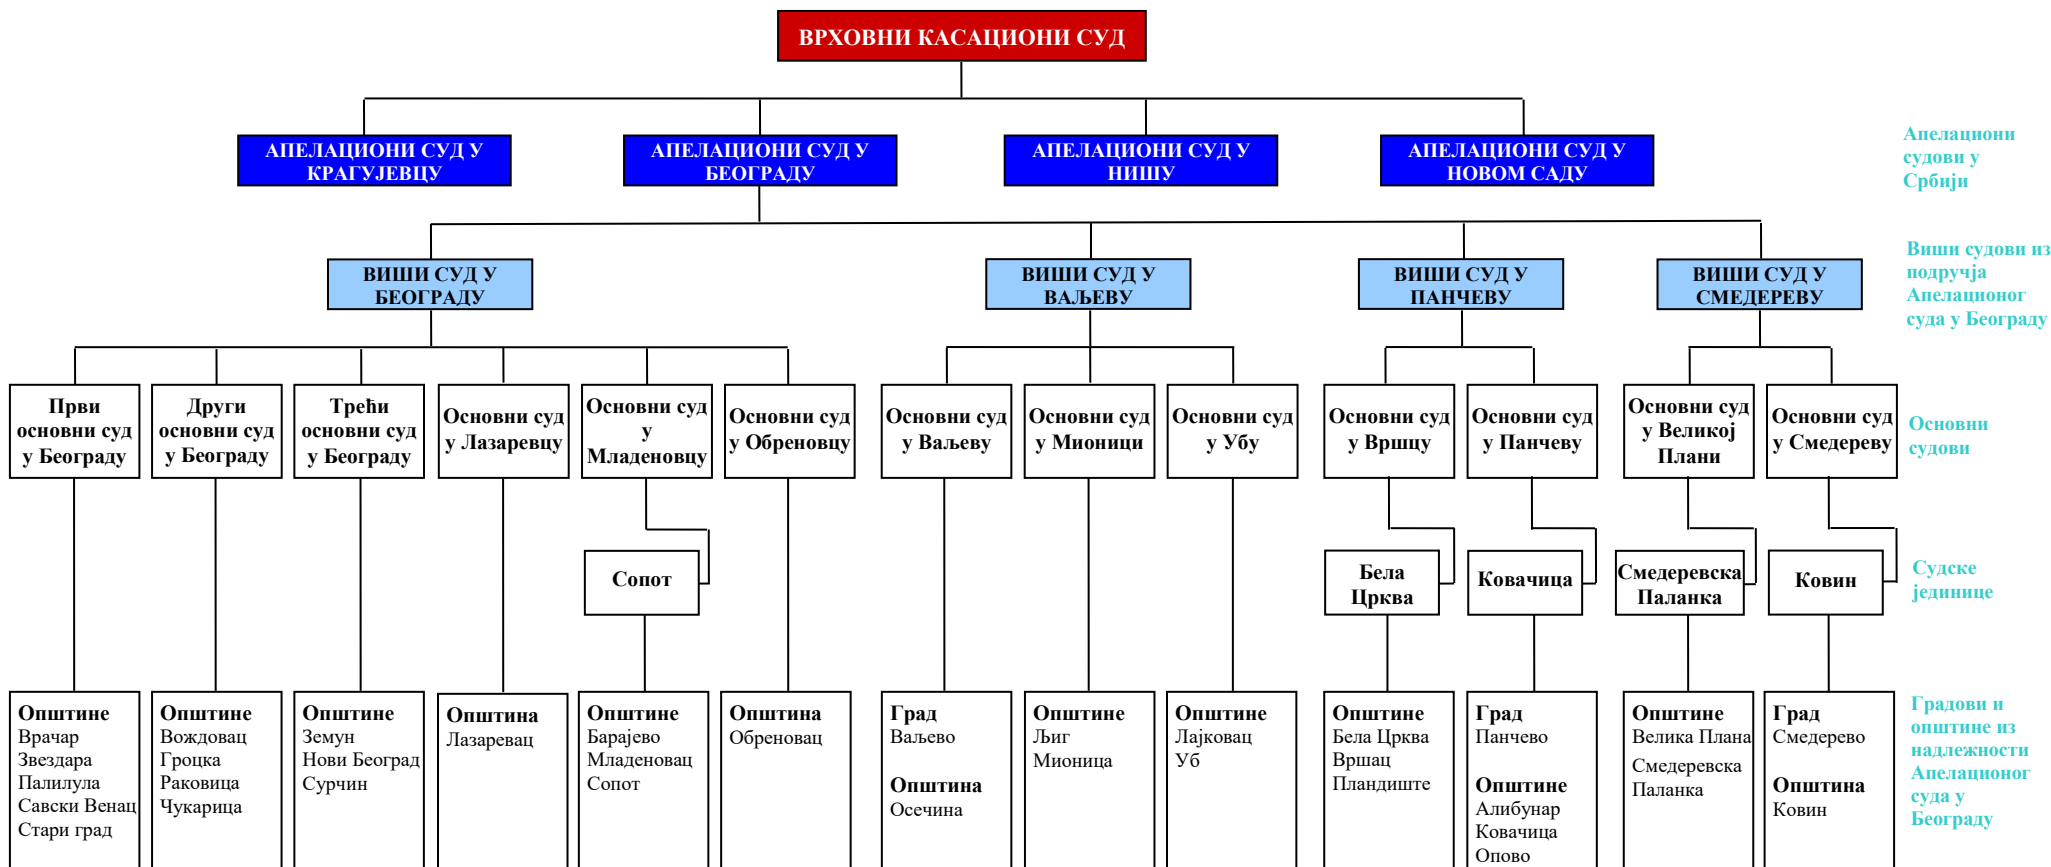 ВРХОВНИ КАСАЦИОНИ СУД
АПЕЛАЦИОНИ СУД У
КРАГУЈЕВЦУ
АПЕЛАЦИОНИ СУД У
БЕОГРАДУ
АПЕЛАЦИОНИ СУД У
НИШУ
АПЕЛАЦИОНИ СУД У
НОВОМ САДУ
Апелациони
судови у
Србији
ВИШИ СУД У
БЕОГРАДУ
ВИШИ СУД У
ВАЉЕВУ
ВИШИ СУД У
ПАНЧЕВУ
ВИШИ СУД У
СМЕДЕРЕВУ
Виши судови из
подручја
Апелационог
суда у Београду
Први
основни суд
у Београду
Други
основни суд
у Београду
Трећи
основни суд
у Београду
Основни суд
у Лазаревцу
Основни суд
у
Младеновцу
Основни суд
у Обреновцу
Основни суд
у Ваљеву
Основни суд
у Мионици
Основни суд
у Убу
Основни суд
у Вршцу
Основни суд
у Панчеву
Основни суд
у Великој
Плани
Основни суд
у Смедереву
Основни
судови
Сопот
Бела
Црква
Ковачица
Смедеревска
Паланка
Ковин
Судске
јединице
Општине
Врачар
Звездара
Палилула
Савски Венац
Стари град
Општине
Вождовац
Гроцка
Раковица
Чукарица
Општине
Земун
Нови Београд
Сурчин
Општина
Лазаревац
Општине
Барајево
Младеновац
Сопот
Општина
Обреновац
Град
Ваљево
Општина
Осечина
Општине
Љиг
Мионица
Општине
Лајковац
Уб
Општине
Бела Црква
Вршац
Пландиште
Град
Панчево
Општине
Алибунар
Ковачица
Опово
Општине
Велика Плана
Смедеревска
Паланка
Град
Смедерево
Општина
Ковин
Градови и
општине из
надлежности
Апелационог
суда у
Београду